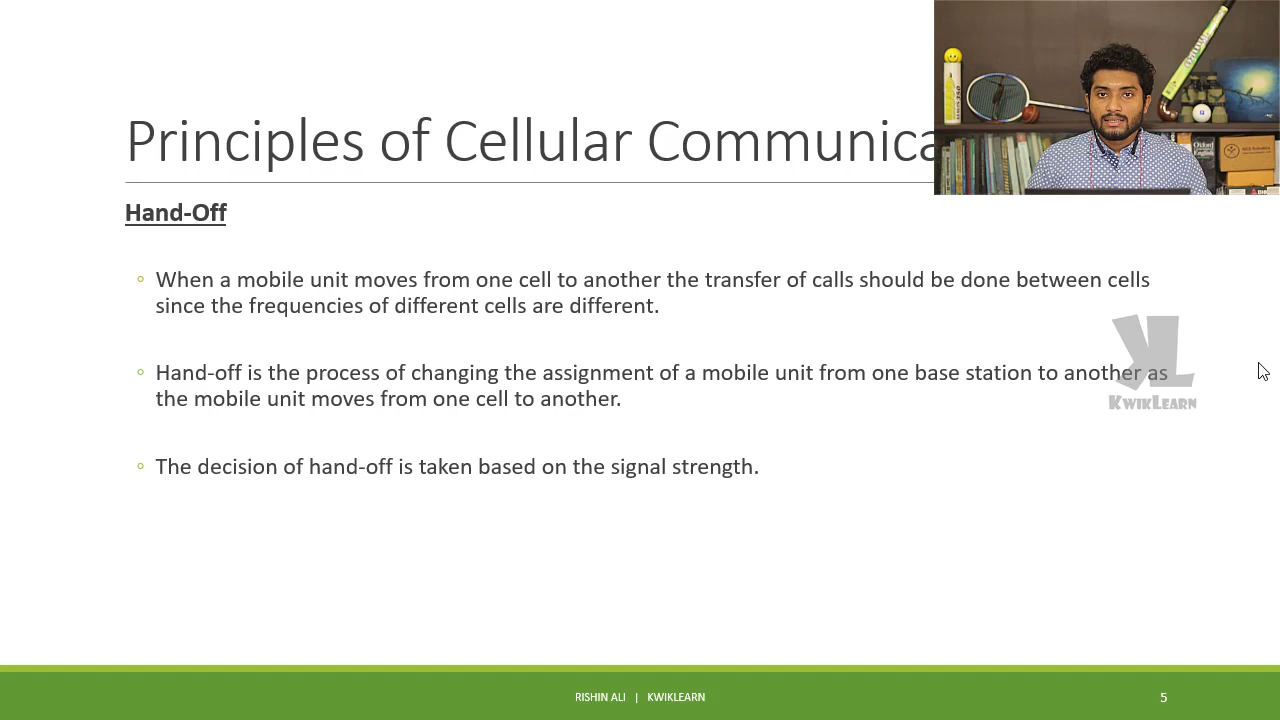 Principles of Cellular Communica
Hand-Off
When a mobile unit moves from one cell to another the transfer of calls should be done between cells
since the frequencies of different cells are different.
Hand-off is the process of changing the assignment of a mobile unit from one base station to another as
the mobile unit moves from one cell to another.
The decision of hand-off is taken based on the signal strength.
KL
KWIKLEARN
RISHIN ALI | KWIKLEARN
5
Oxford
English